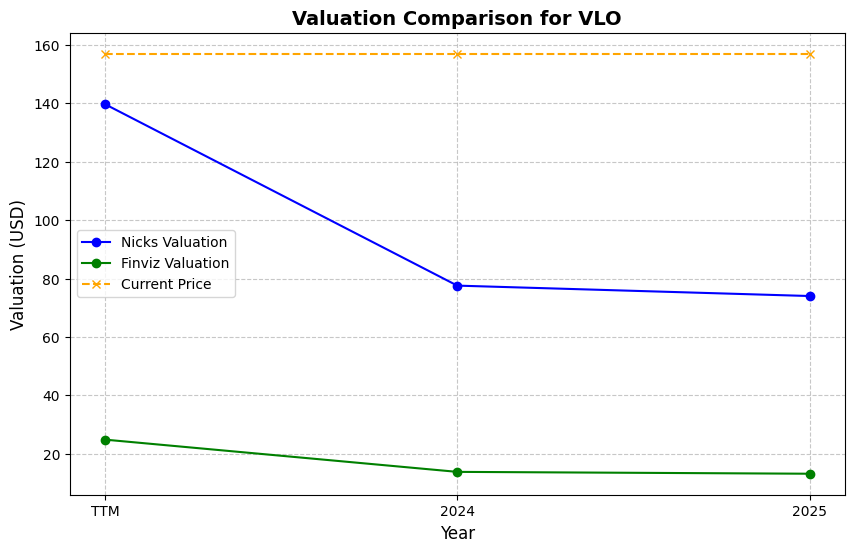 Valuation Comparison for VLO
Valuation (USD)
160
140
120
100
80
60
40
20
Nicks Valuation
Finviz Valuation
Current Price
TTM
2024
2025
Year